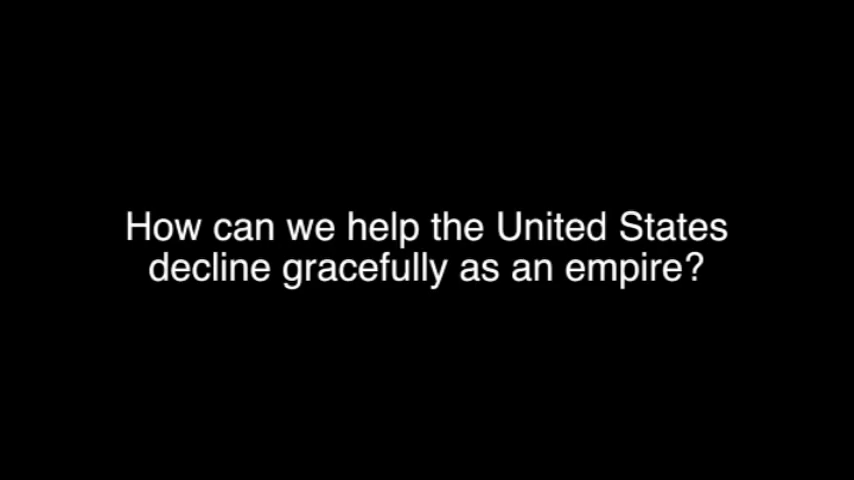 How can we help the United States
decline gracefully as an empire?